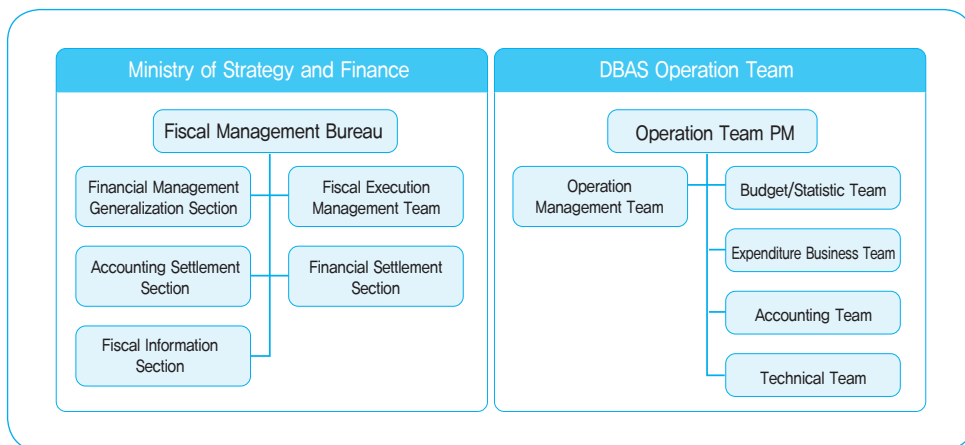 Ministry of Strategy and Finance
Fiscal Management Bureau
Financial Management
Generalization Section
Fiscal Execution
Management Team
Accounting Settlement
Section
Financial Settlement
Section
Fiscal Information
Section
DBAS Operation Team
Operation Team PM
Operation
Management Team
Budget/Statistic Team
Expenditure Business Team
Accounting Team
Technical Team